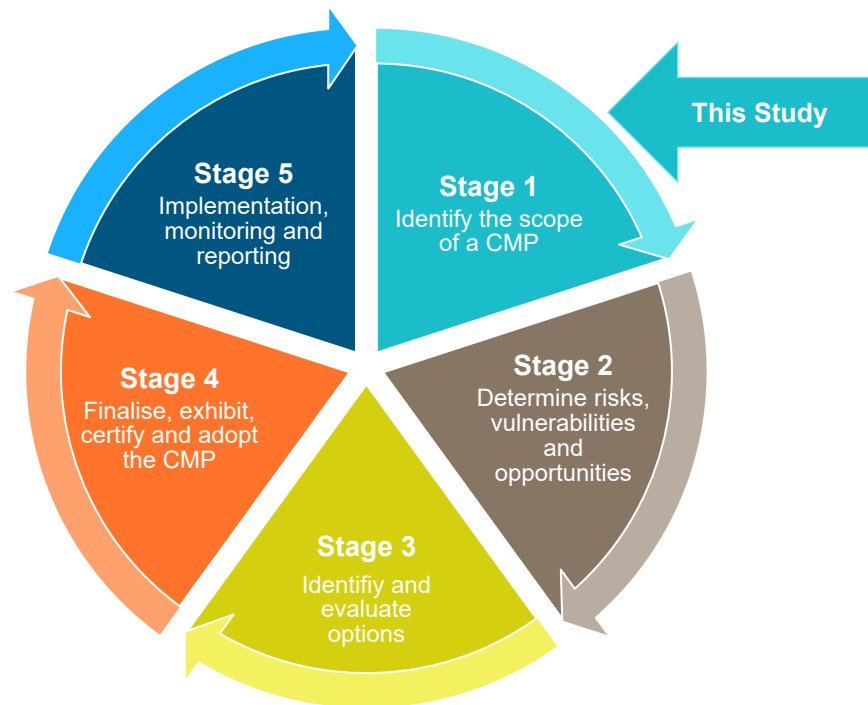 This Study
Stage 1
Identify the scope
of a CMP
Stage 2
Determine risks,
vulnerabilities
and
opportunities
Stage 3
Identifiy and
evaluate
options
Stage 4
Finalise, exhibit,
certify and adopt
the CMP
Stage 5
Implementation,
monitoring and
reporting